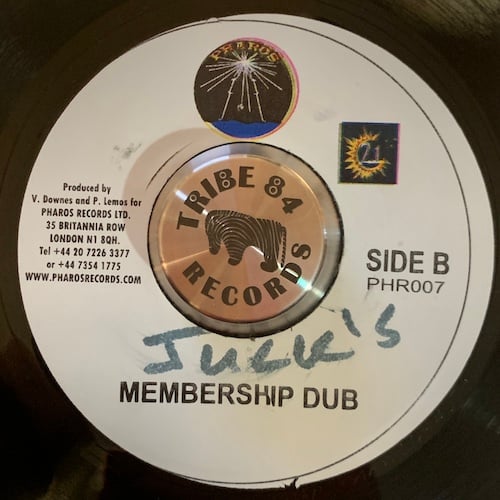 PHAROS
21
TRIBE 84
RECORDS
Produced by
V. Downes and P. Lemos for
PHAROS RECORDS LTD.
35 BRITANNIA ROW
LONDON N1 8QH.
Tel +44 20 7226 3377
or +44 7354 1775
WWW.PHAROSRECORDS.COM
SIDE B
PHR007
Juck's
MEMBERSHIP DUB